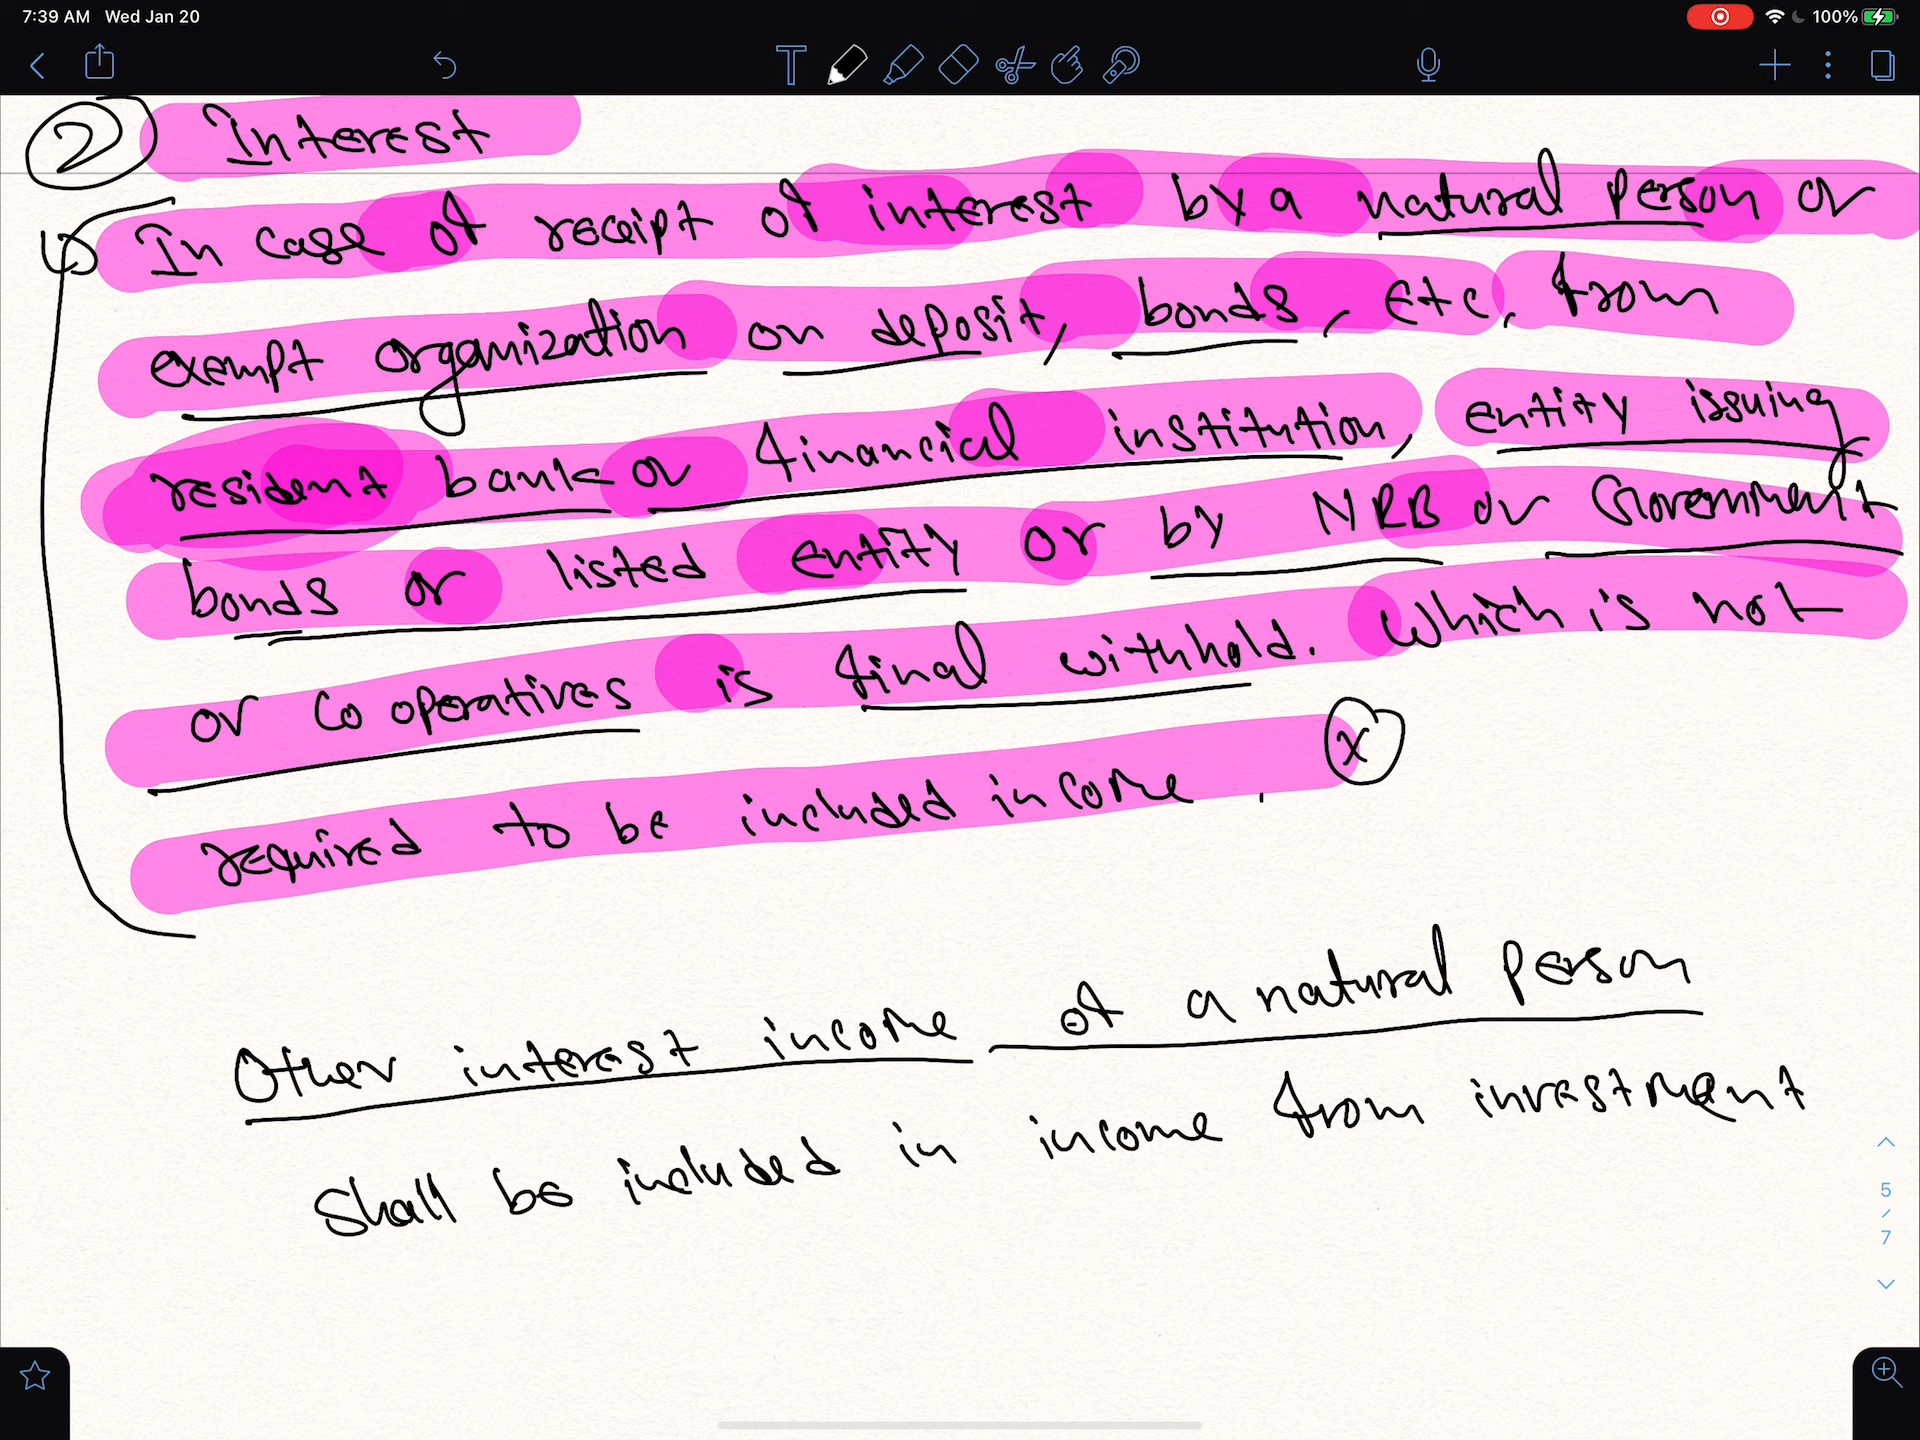 7:39 AM Wed Jan 20
100%
T
2 Interest
In case of receipt of interest by a natural person or
exempt organization on deposit, bonds, etc, from
resident bank or financial institution, entity issuing
bonds or listed entity or by NRB or Government
or Cooperatives is final withhold. Which is not
required to be included in come . X
Other interest income of a natural person
Shall be included in income from investment
5
/
7